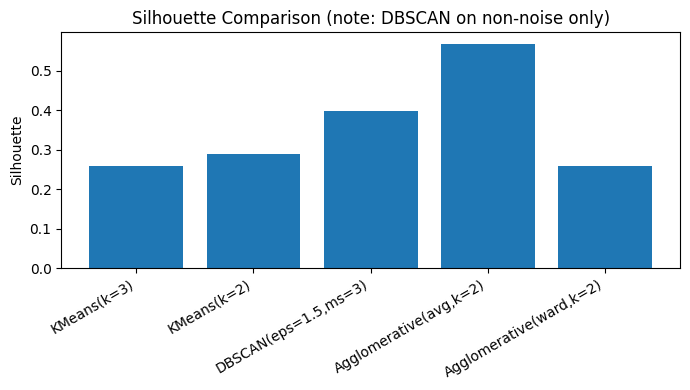 Silhouette Comparison (note: DBSCAN on non-noise only)
Silhouette
0.5
0.4
0.3
0.2
0.1
0.0
KMeans(k=3)
KMeans(k=2)
DBSCAN(eps=1.5,ms=3)
Agglomerative(avg,k=2)
Agglomerative(ward,k=2)